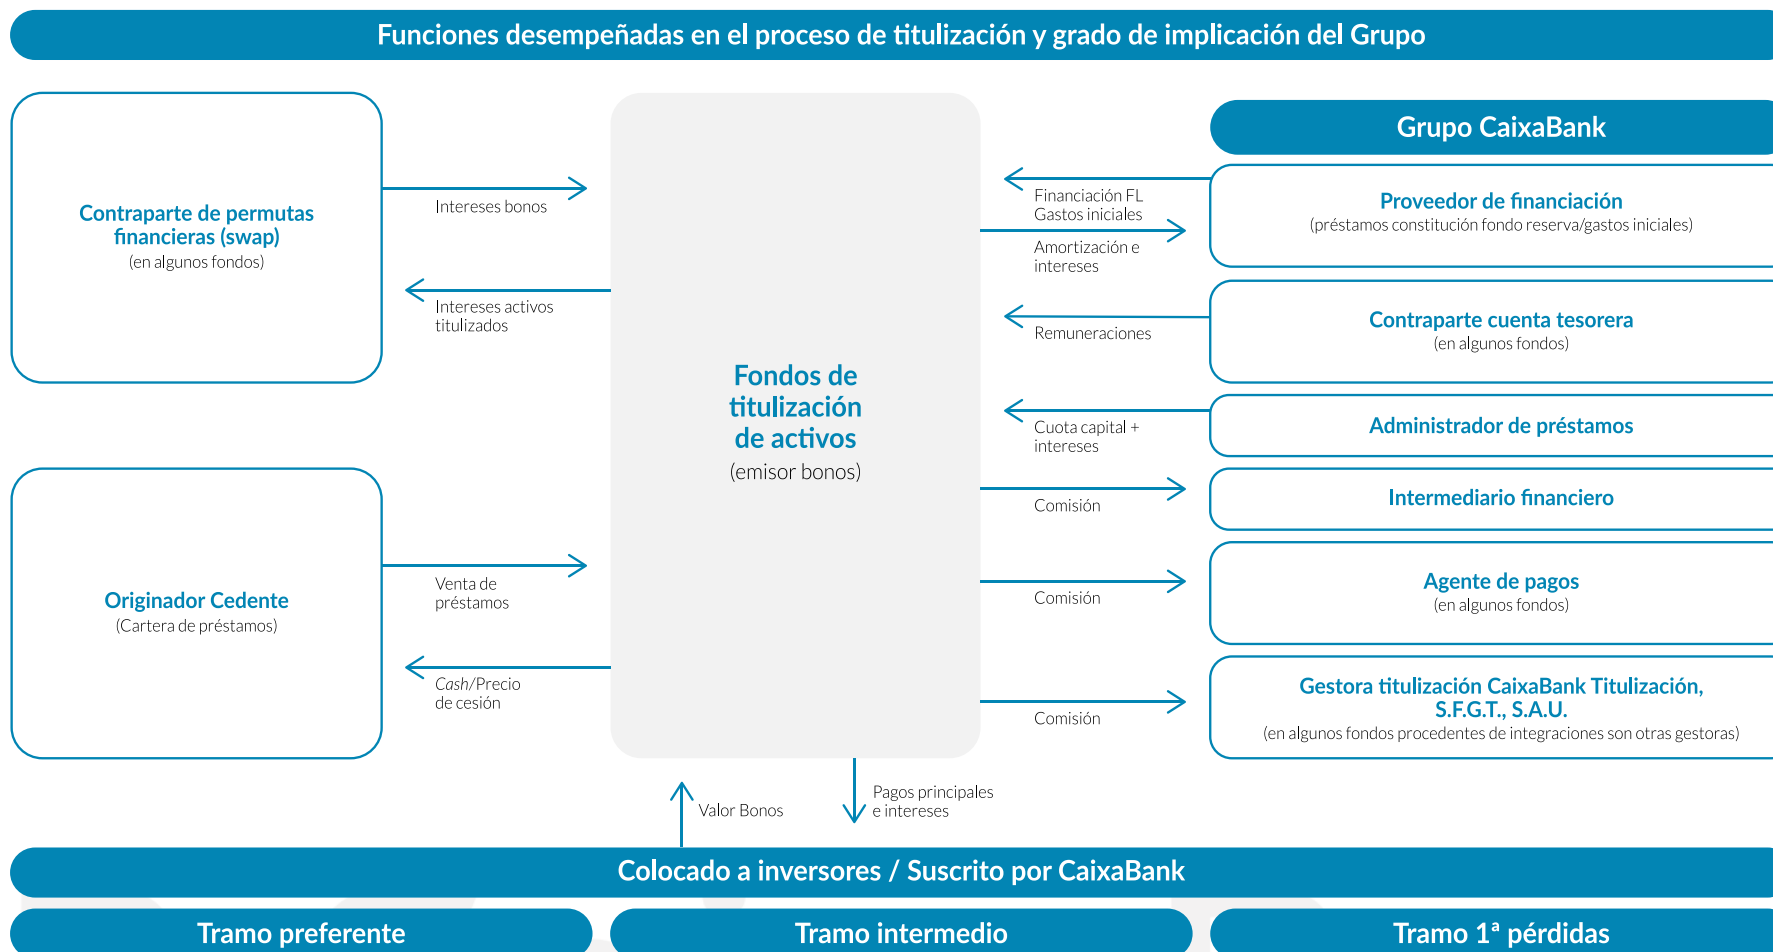 Funciones desempeñadas en el proceso de titulización y grado de implicación del Grupo
Contraparte de permutas
financieras (swap)
(en algunos fondos)
Intereses bonos
Intereses activos
titulizados
Originador Cedente
(Cartera de préstamos)
Venta de
préstamos
Cash/Precio
de cesión
Fondos de
titulización
de activos
(emisor bonos)
Grupo CaixaBank
Financiación FL
Gastos iniciales
Amortización e
intereses
Proveedor de financiación
(préstamos constitución fondo reserva/gastos iniciales)
Remuneraciones
Contraparte cuenta tesorera
(en algunos fondos)
Cuota capital +
intereses
Administrador de préstamos
Comisión
Intermediario financiero
Comisión
Agente de pagos
(en algunos fondos)
Comisión
Gestora titulización CaixaBank Titulización,
S.F.G.T., S.A.U.
(en algunos fondos procedentes de integraciones son otras gestoras)
Valor Bonos
Pagos principales
e intereses
Colocado a inversores / Suscrito por CaixaBank
Tramo preferente
Tramo intermedio
Tramo 1ª pérdidas